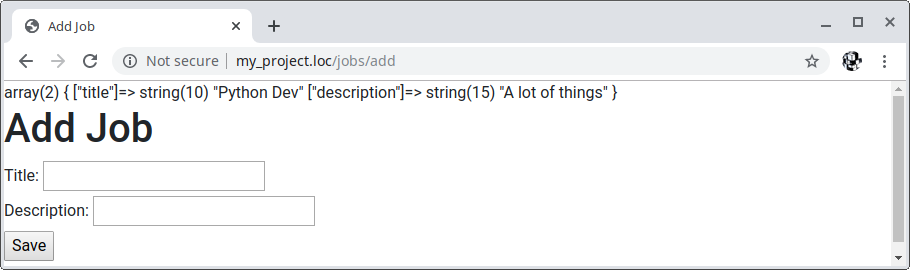 Add Job
Not secure | my_project.loc/jobs/add
array(2) { ["title"]=> string(10) "Python Dev" ["description"]=> string(15) "A lot of things" }
Add Job
Title:
Description:
Save